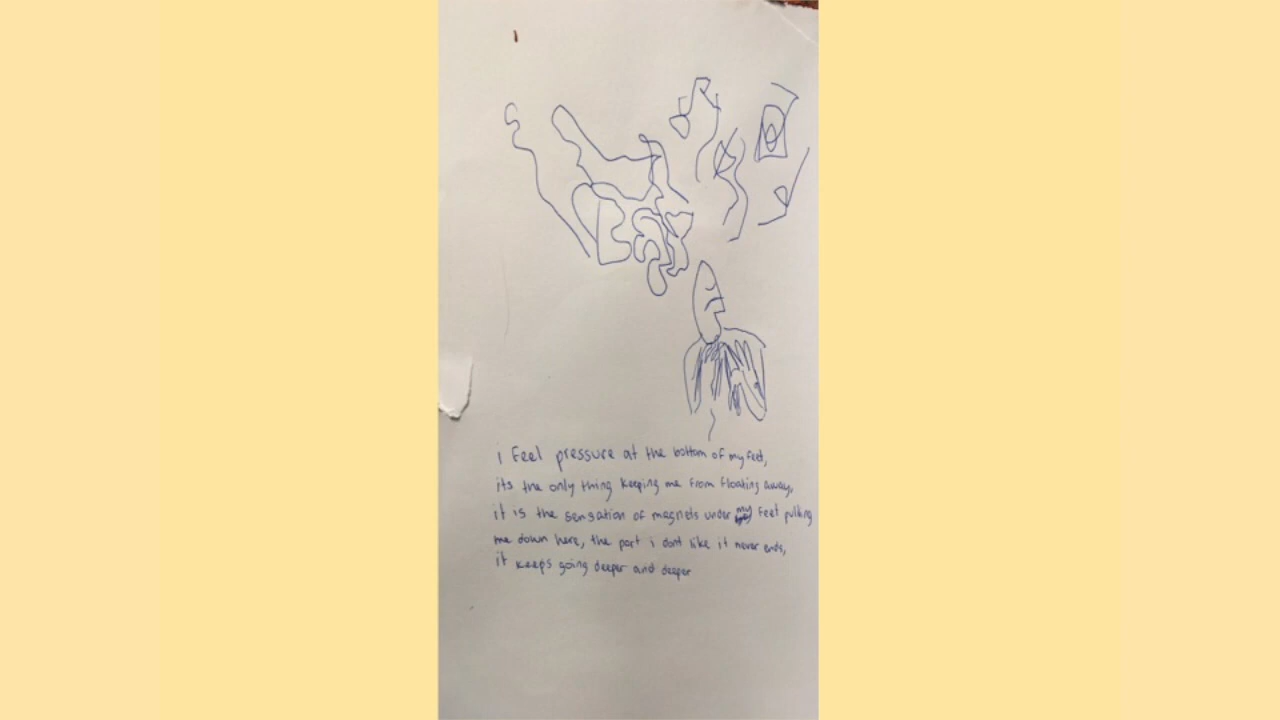 i feel pressure at the bottom of my feet,
its the only thing keeping me from floating away,
it is the sensation of magnets under my feet pulling
me down here, the part i dont like it never ends,
it keeps going deeper and deeper